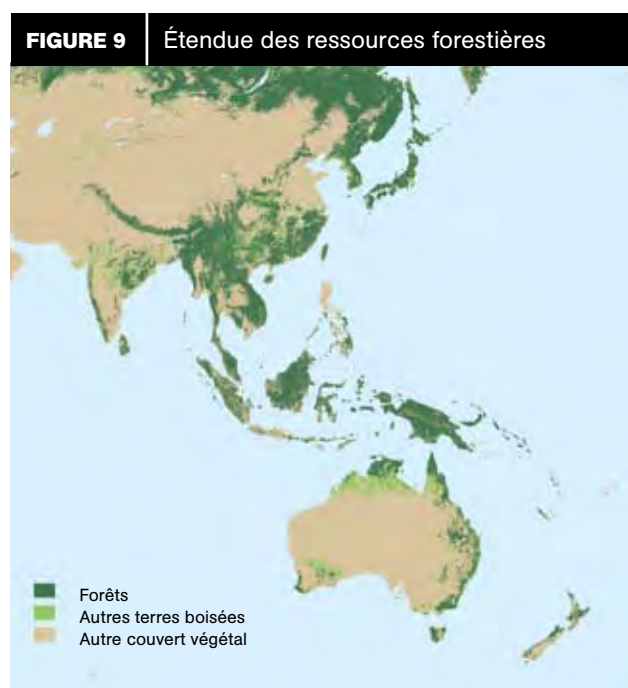 FIGURE 9 Étendue des ressources forestières
Forêts
Autres terres boisées
Autre couvert végétal